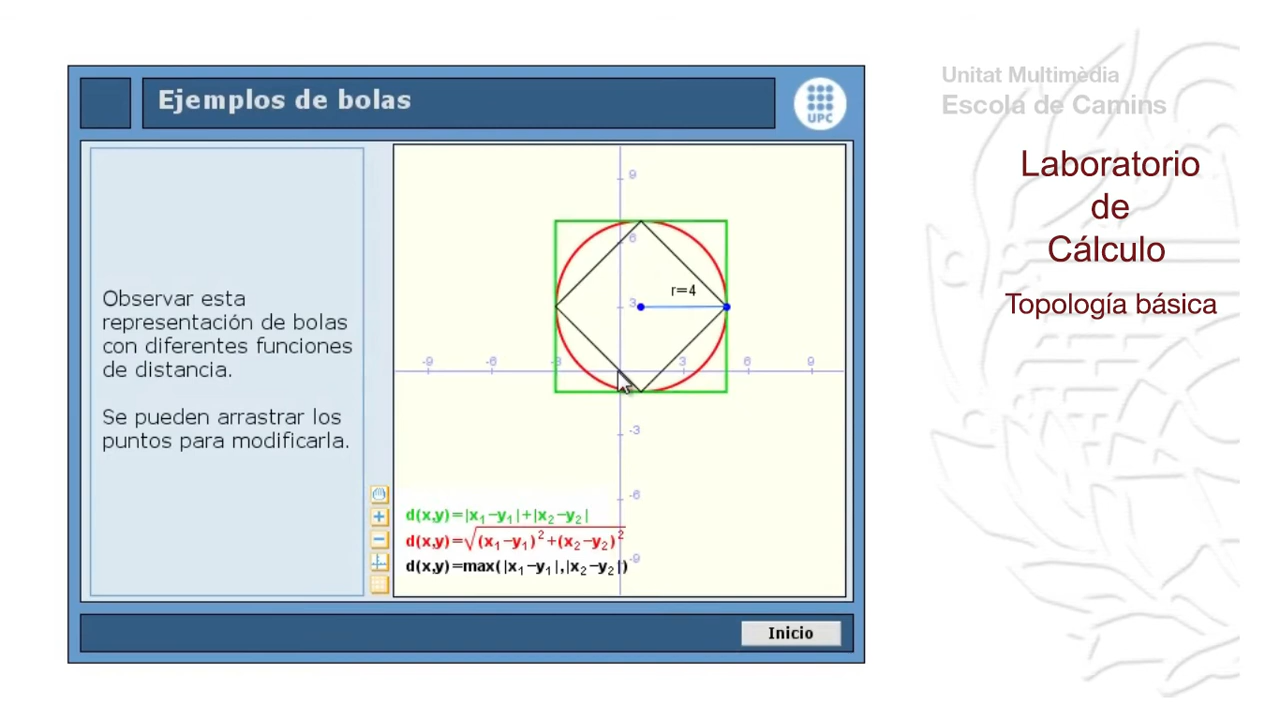 Unitat Multimèdia
Escola de Camins
Laboratorio
de
Cálculo
Topología básica
Ejemplos de bolas
UPC
Observar esta
representación de bolas
con diferentes funciones
de distancia.
Se pueden arrastrar los
puntos para modificarla.
9
6
r=4
3
-9 -6 -3 3 6 9
-3
-6
-9
d(x,y)=|x₁−y₁|+|x₂−y₂|
d(x,y)=√(x₁−y₁)²+(x₂−y₂)²
d(x,y)=max(|x₁−y₁|,|x₂−y₂|)
Inicio